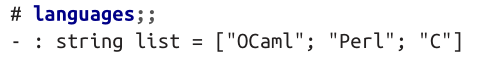 # languages;;
- : string list = ["OCaml"; "Perl"; "C"]